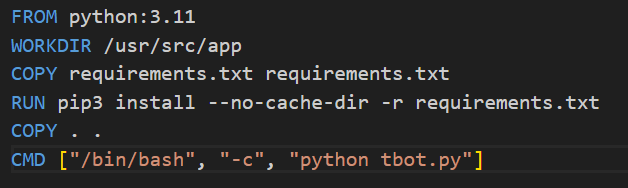 FROM python:3.11
WORKDIR /usr/src/app
COPY requirements.txt requirements.txt
RUN pip3 install --no-cache-dir -r requirements.txt
COPY . .
CMD ["/bin/bash", "-c", "python tbot.py"]